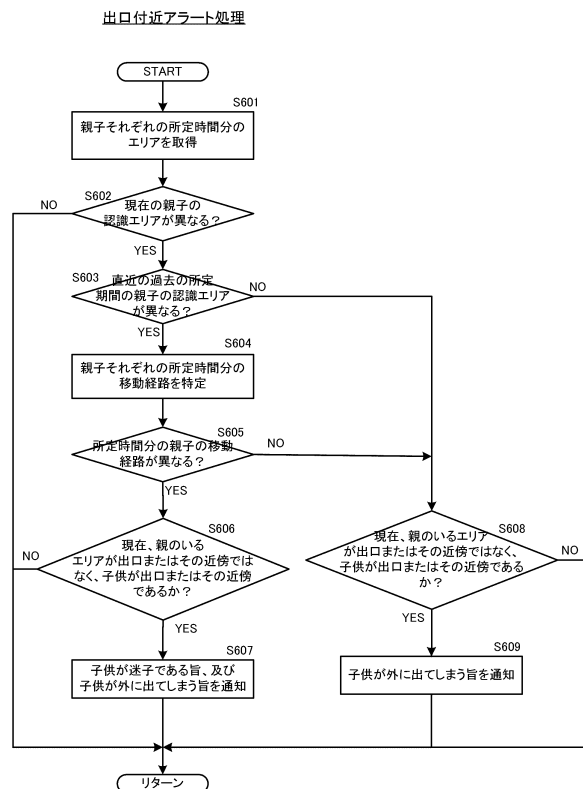 出口付近アラート処理
START
S601
親子それぞれの所定時間分の
エリアを取得
S602
NO
現在の親子の
認識エリアが異なる？
YES
S603
直近の過去の所定
期間の親子の認識エリア
が異なる？
NO
YES
S604
親子それぞれの所定時間分の
移動経路を特定
S605
所定時間分の親子の移動
経路が異なる？
NO
YES
S606
現在、親のいる
エリアが出口またはその近傍では
なく、子供が出口またはその近傍
であるか？
NO
YES
S608
現在、親のいるエリア
が出口またはその近傍ではなく、
子供が出口またはその近傍である
か？
NO
YES
S607
子供が迷子である旨、及び
子供が外に出てしまう旨を通知
S609
子供が外に出てしまう旨を通知
リターン